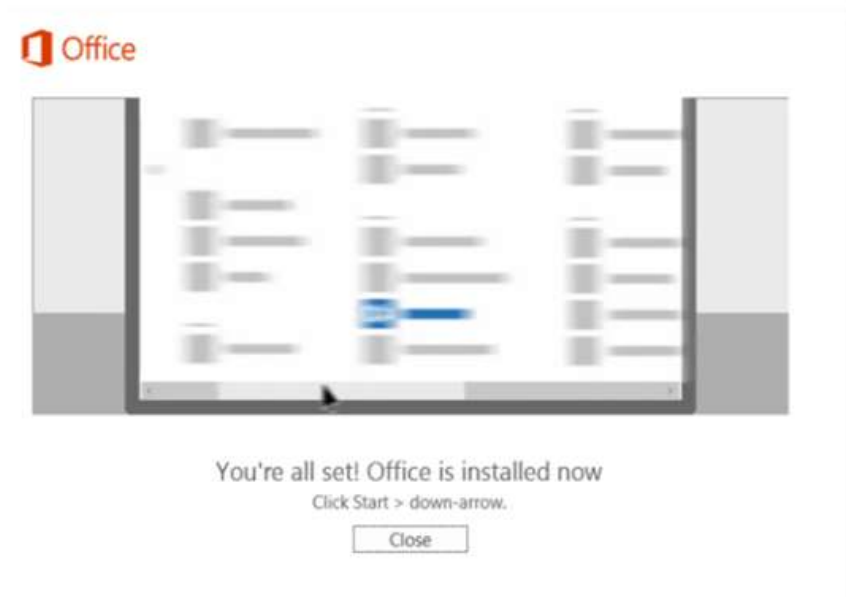 Office
You're all set! Office is installed now
Click Start > down-arrow.
Close